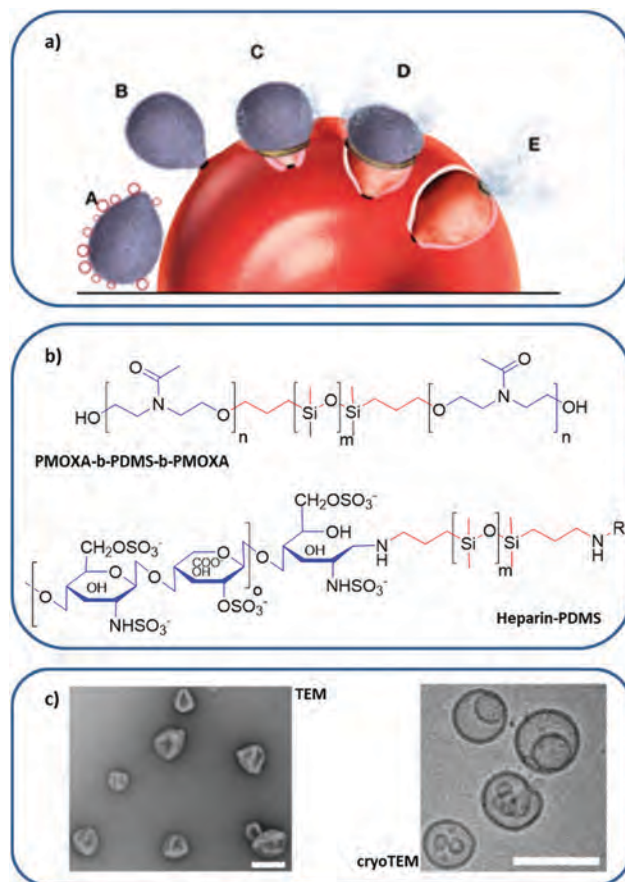 a)
A
B
C
D
E
b)
HO
O
N
O
n
Si
O
Si
m
O
O
N
OH
n
PMOXA-b-PDMS-b-PMOXA
CH₂OSO₃⁻
CH₂OSO₃⁻
O
O
OH
NHSO₃⁻
O
O
COO⁻
OH
OSO₃⁻
O
o
OH
OH
NHSO₃⁻
N
H
Si
O
Si
m
N
H
R
Heparin-PDMS
c)
TEM
cryoTEM